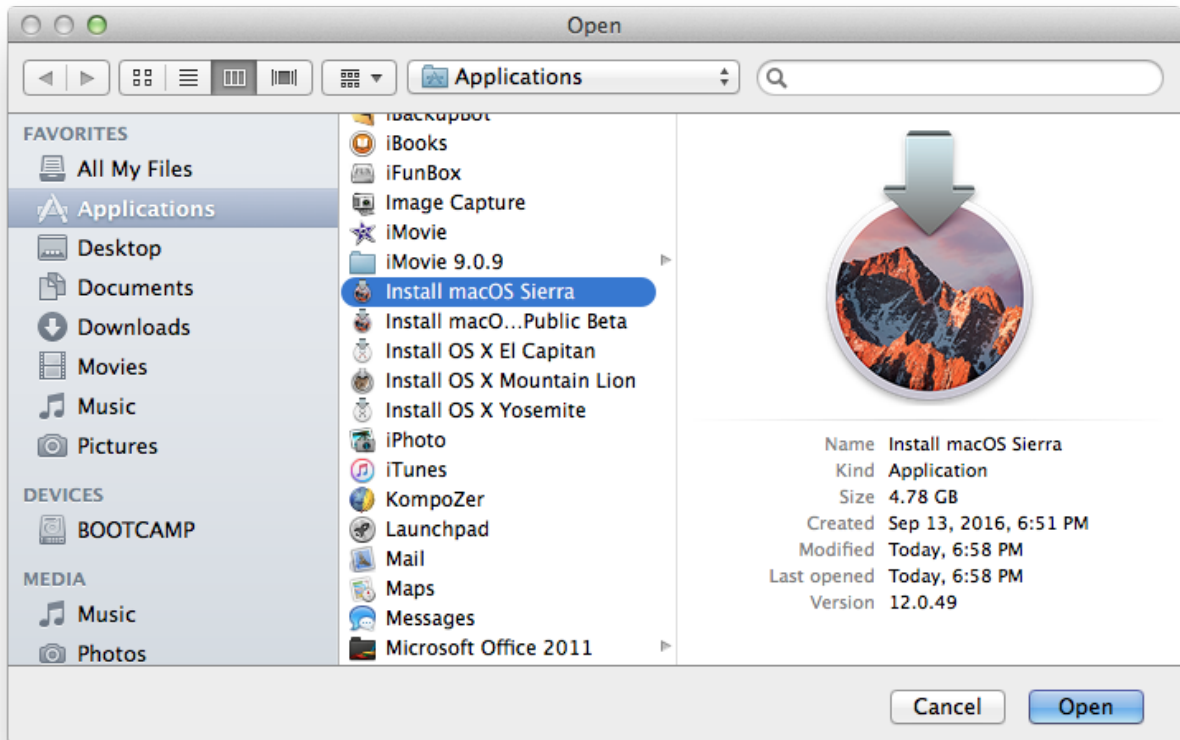 Open
Applications
FAVORITES
All My Files
Applications
Desktop
Documents
Downloads
Movies
Music
Pictures
DEVICES
BOOTCAMP
MEDIA
Music
Photos
iBackupBot
iBooks
iFunBox
Image Capture
iMovie
iMovie 9.0.9
Install macOS Sierra
Install macO...Public Beta
Install OS X El Capitan
Install OS X Mountain Lion
Install OS X Yosemite
iPhoto
iTunes
KompoZer
Launchpad
Mail
Maps
Messages
Microsoft Office 2011
Name Install macOS Sierra
Kind Application
Size 4.78 GB
Created Sep 13, 2016, 6:51 PM
Modified Today, 6:58 PM
Last opened Today, 6:58 PM
Version 12.0.49
Cancel
Open